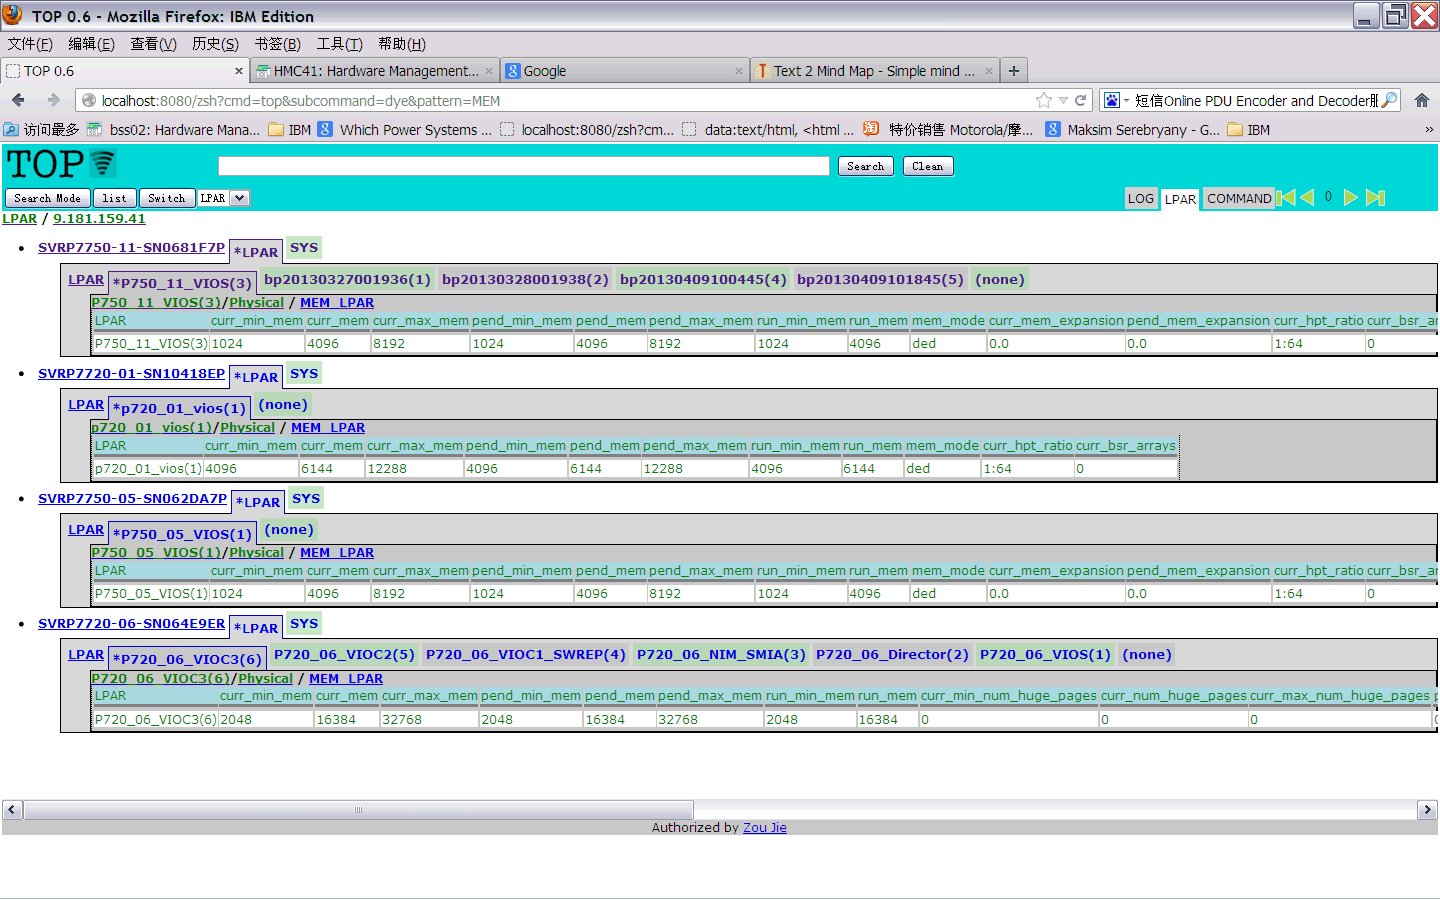 TOP 0.6 - Mozilla Firefox: IBM Edition
文件(F) 编辑(E) 查看(V) 历史(S) 书签(B) 工具(T) 帮助(H)
TOP 0.6 × HMC41: Hardware Management... × Google × Text 2 Mind Map - Simple mind ... × +
localhost:8080/zsh?cmd=top&subcommand=dye&pattern=MEM 短信Online PDU Encoder and Decoder服
访问最多 bss02: Hardware Mana... IBM Which Power Systems ... localhost:8080/zsh?cm... data:text/html, <html ... 特价销售 Motorola/摩... Maksim Serebryany - G... IBM »
TOP Search Clean
Search Mode list Switch LPAR LOG LPAR COMMAND 0
LPAR / 9.181.159.41
SVRP7750-11-SN0681F7P *LPAR SYS
LPAR *P750_11_VIOS(3) bp20130327001936(1) bp20130328001938(2) bp20130409100445(4) bp20130409101845(5) (none)
P750_11_VIOS(3)/Physical / MEM_LPAR
LPAR curr_min_mem curr_mem curr_max_mem pend_min_mem pend_mem pend_max_mem run_min_mem run_mem mem_mode curr_mem_expansion pend_mem_expansion curr_hpt_ratio curr_bsr_ar
P750_11_VIOS(3) 1024 4096 8192 1024 4096 8192 1024 4096 ded 0.0 0.0 1:64 0
SVRP7720-01-SN10418EP *LPAR SYS
LPAR *p720_01_vios(1) (none)
p720_01_vios(1)/Physical / MEM_LPAR
LPAR curr_min_mem curr_mem curr_max_mem pend_min_mem pend_mem pend_max_mem run_min_mem run_mem mem_mode curr_hpt_ratio curr_bsr_arrays
p720_01_vios(1) 4096 6144 12288 4096 6144 12288 4096 6144 ded 1:64 0
SVRP7750-05-SN062DA7P *LPAR SYS
LPAR *P750_05_VIOS(1) (none)
P750_05_VIOS(1)/Physical / MEM_LPAR
LPAR curr_min_mem curr_mem curr_max_mem pend_min_mem pend_mem pend_max_mem run_min_mem run_mem mem_mode curr_mem_expansion pend_mem_expansion curr_hpt_ratio curr_bsr_ar
P750_05_VIOS(1) 1024 4096 8192 1024 4096 8192 1024 4096 ded 0.0 0.0 1:64 0
SVRP7720-06-SN064E9ER *LPAR SYS
LPAR *P720_06_VIOC3(6) P720_06_VIOC2(5) P720_06_VIOC1_SWREP(4) P720_06_NIM_SMIA(3) P720_06_Director(2) P720_06_VIOS(1) (none)
P720_06_VIOC3(6)/Physical / MEM_LPAR
LPAR curr_min_mem curr_mem curr_max_mem pend_min_mem pend_mem pend_max_mem run_min_mem run_mem curr_min_num_huge_pages curr_num_huge_pages curr_max_num_huge_pages p
P720_06_VIOC3(6) 2048 16384 32768 2048 16384 32768 2048 16384 0 0 0 0
Authorized by Zou Jie